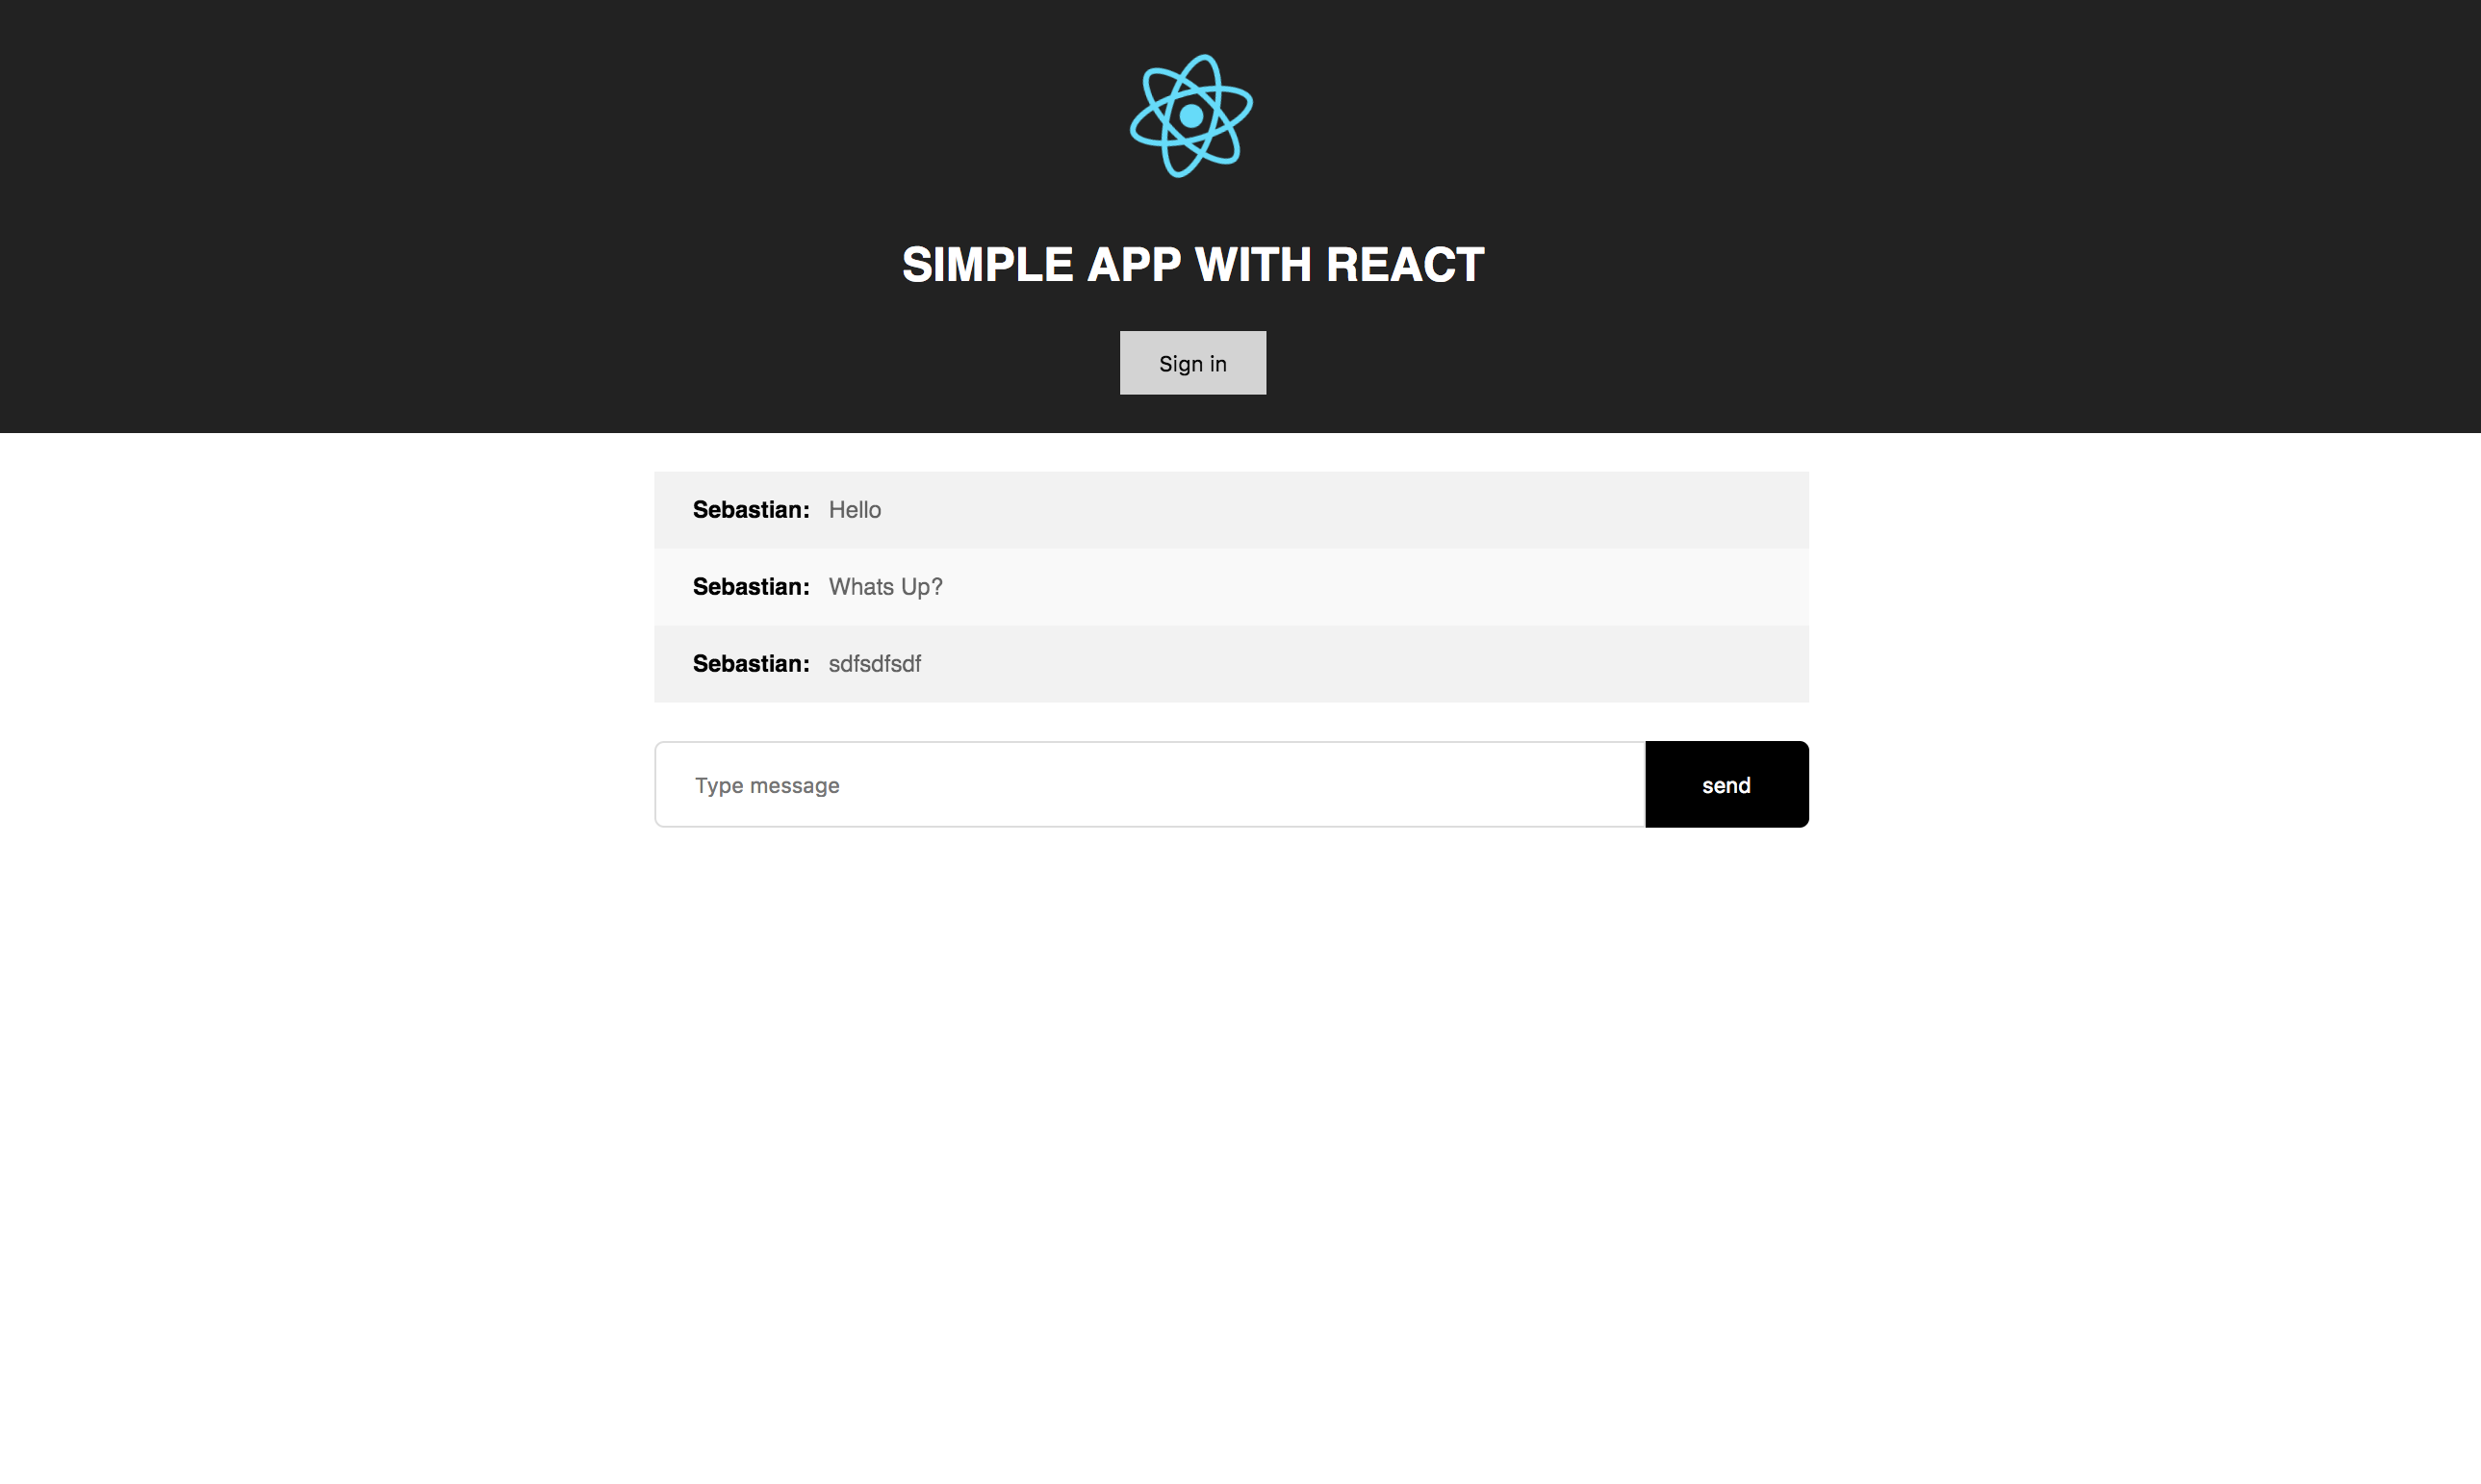 SIMPLE APP WITH REACT
Sign in
Sebastian: Hello
Sebastian: Whats Up?
Sebastian: sdfsdfsdf
Type message
send